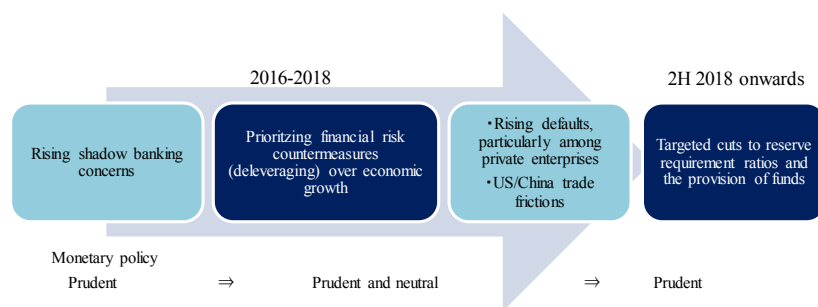 2016-2018
2H 2018 onwards
Rising shadow banking
concerns
Prioritizing financial risk
countermeasures
(deleveraging) over economic
growth
・Rising defaults,
particularly among
private enterprises
・US/China trade
frictions
Targeted cuts to reserve
requirement ratios and
the provision of funds
Monetary policy
Prudent ⇒ Prudent and neutral ⇒ Prudent